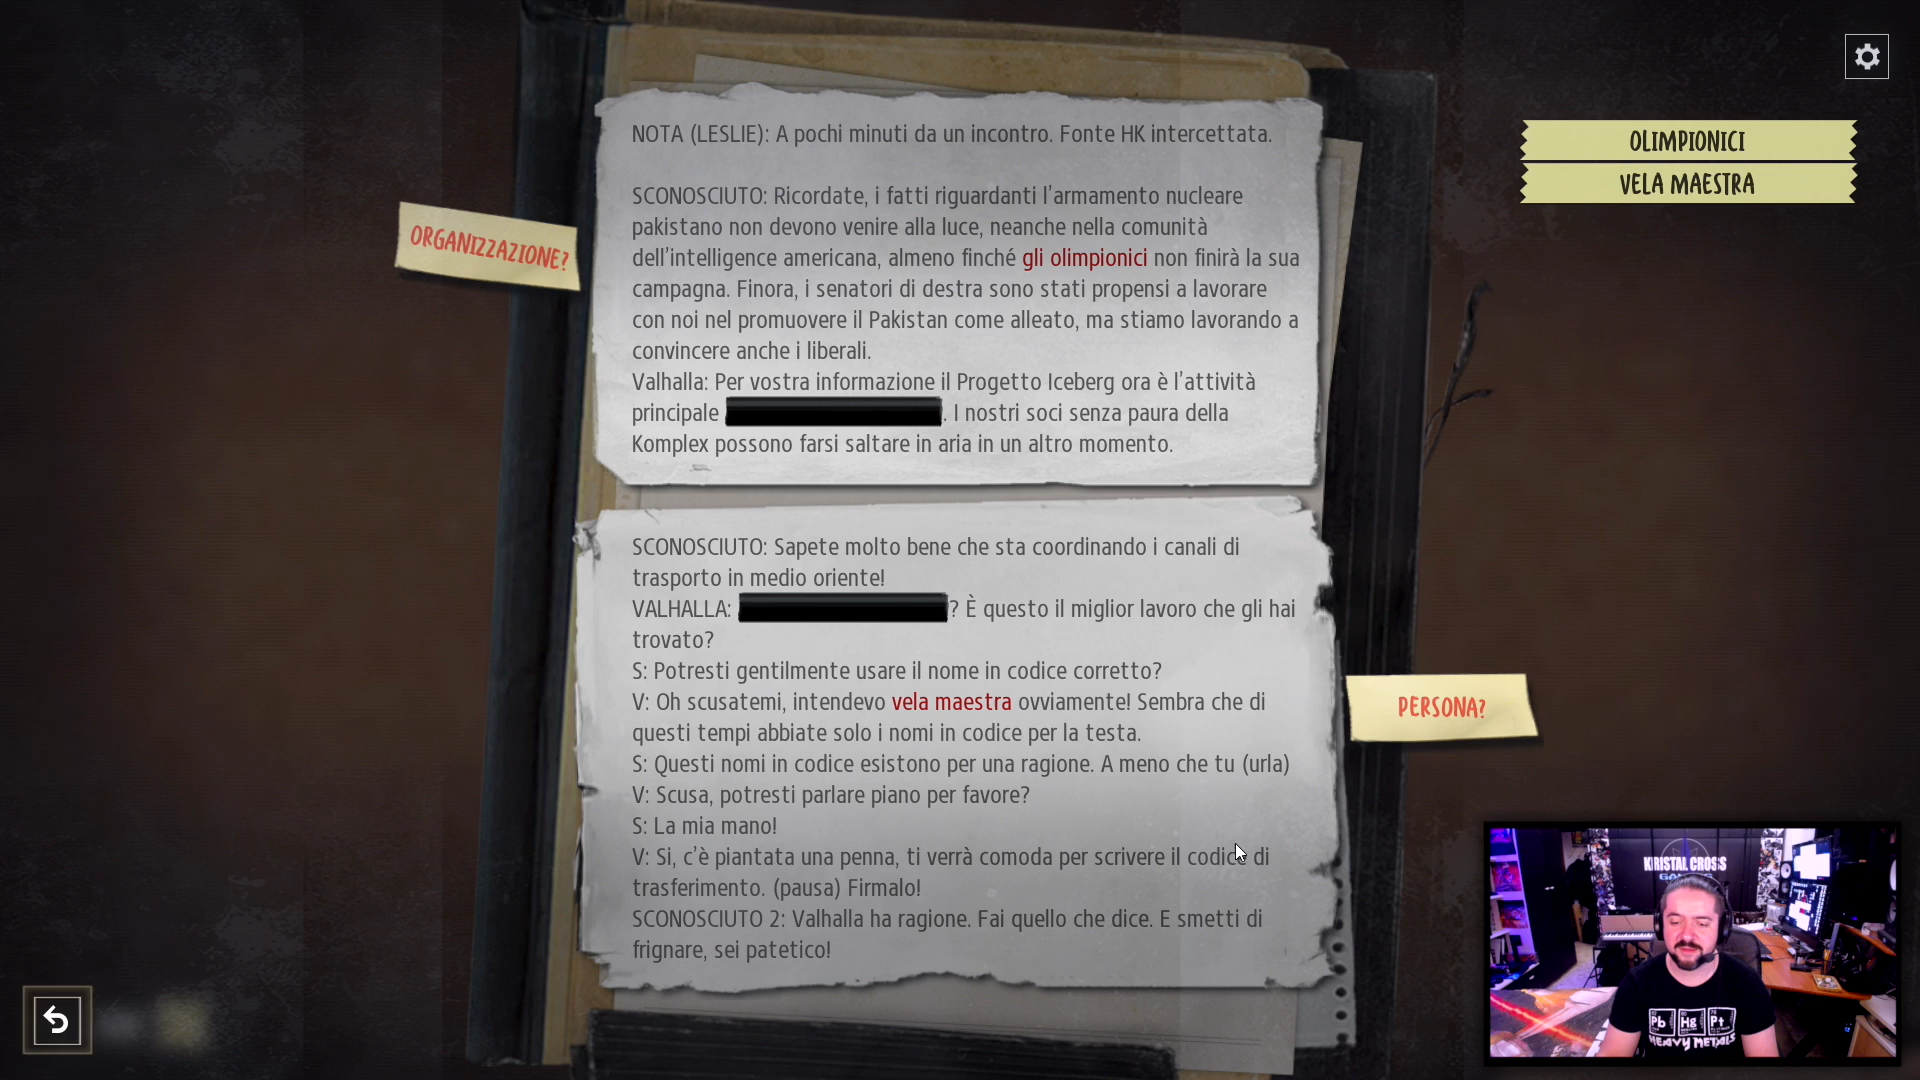 NOTA (LESLIE): A pochi minuti da un incontro. Fonte HK intercettata.
SCONOSCIUTO: Ricordate, i fatti riguardanti l'armamento nucleare
pakistano non devono venire alla luce, neanche nella comunità
dell'intelligence americana, almeno finché gli olimpionici non finirà la sua
campagna. Finora, i senatori di destra sono stati propensi a lavorare
con noi nel promuovere il Pakistan come alleato, ma stiamo lavorando a
convincere anche i liberali.
Valhalla: Per vostra informazione il Progetto Iceberg ora è l'attività
principale . I nostri soci senza paura della
Komplex possono farsi saltare in aria in un altro momento.
ORGANIZZAZIONE?
OLIMPIONICI
VELA MAESTRA
SCONOSCIUTO: Sapete molto bene che sta coordinando i canali di
trasporto in medio oriente!
VALHALLA: ? È questo il miglior lavoro che gli hai
trovato?
S: Potresti gentilmente usare il nome in codice corretto?
V: Oh scusatemi, intendevo vela maestra ovviamente! Sembra che di
questi tempi abbiate solo i nomi in codice per la testa.
S: Questi nomi in codice esistono per una ragione. A meno che tu (urla)
V: Scusa, potresti parlare piano per favore?
S: La mia mano!
V: Si, c'è piantata una penna, ti verrà comoda per scrivere il codice di
trasferimento. (pausa) Firmalo!
SCONOSCIUTO 2: Valhalla ha ragione. Fai quello che dice. E smetti di
frignare, sei patetico!
PERSONA?
KRISTAL CROSS
GAMING
Pb Hg Pt
HEAVY METALS